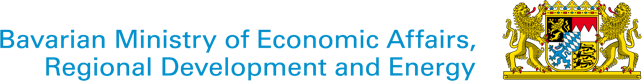 Bavarian Ministry of Economic Affairs,
Regional Development and Energy